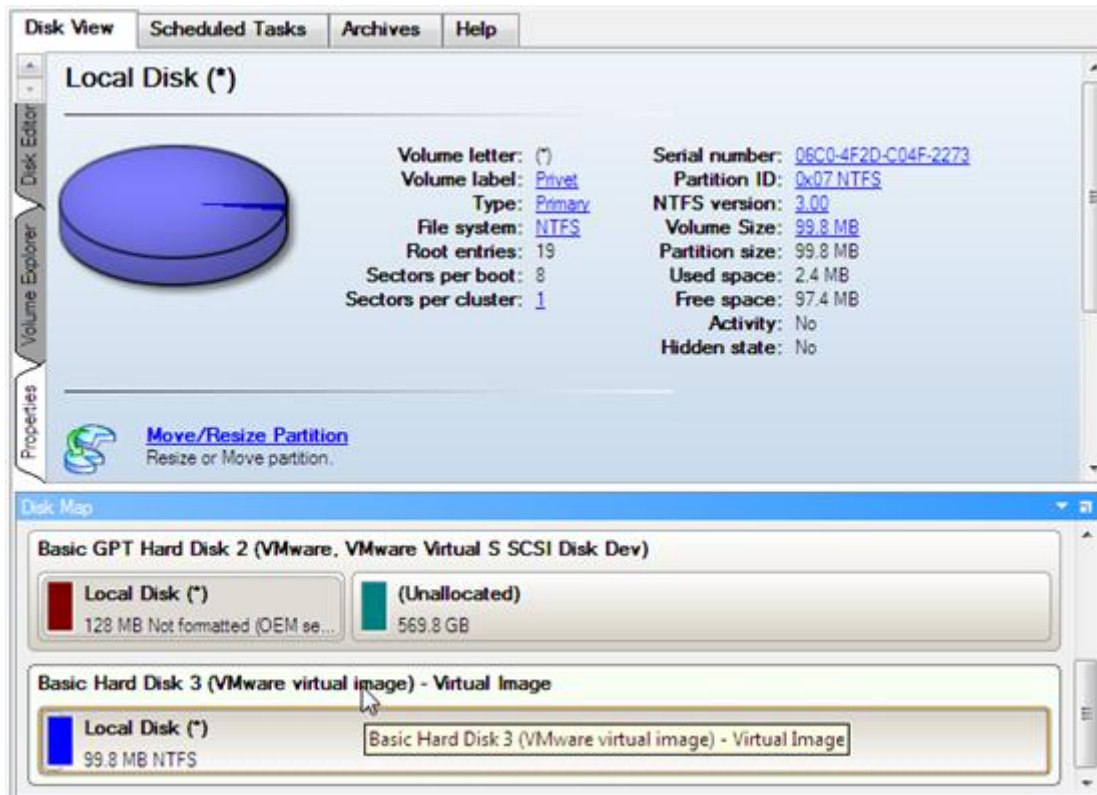 Disk View Scheduled Tasks Archives Help
Local Disk (*)
Disk Editor
Volume Explorer
Properties
Volume letter: (*)
Volume label: Privet
Type: Primary
File system: NTFS
Root entries: 19
Sectors per boot: 8
Sectors per cluster: 1
Serial number: 06C0-4F2D-C04F-2273
Partition ID: 0x07 NTFS
NTFS version: 3.00
Volume Size: 99.8 MB
Partition size: 99.8 MB
Used space: 2.4 MB
Free space: 97.4 MB
Activity: No
Hidden state: No
Move/Resize Partition
Resize or Move partition.
Disk Map
Basic GPT Hard Disk 2 (VMware, VMware Virtual S SCSI Disk Dev)
Local Disk (*)
128 MB Not formatted (OEM se...
(Unallocated)
569.8 GB
Basic Hard Disk 3 (VMware virtual image) - Virtual Image
Local Disk (*)
99.8 MB NTFS
Basic Hard Disk 3 (VMware virtual image) - Virtual Image